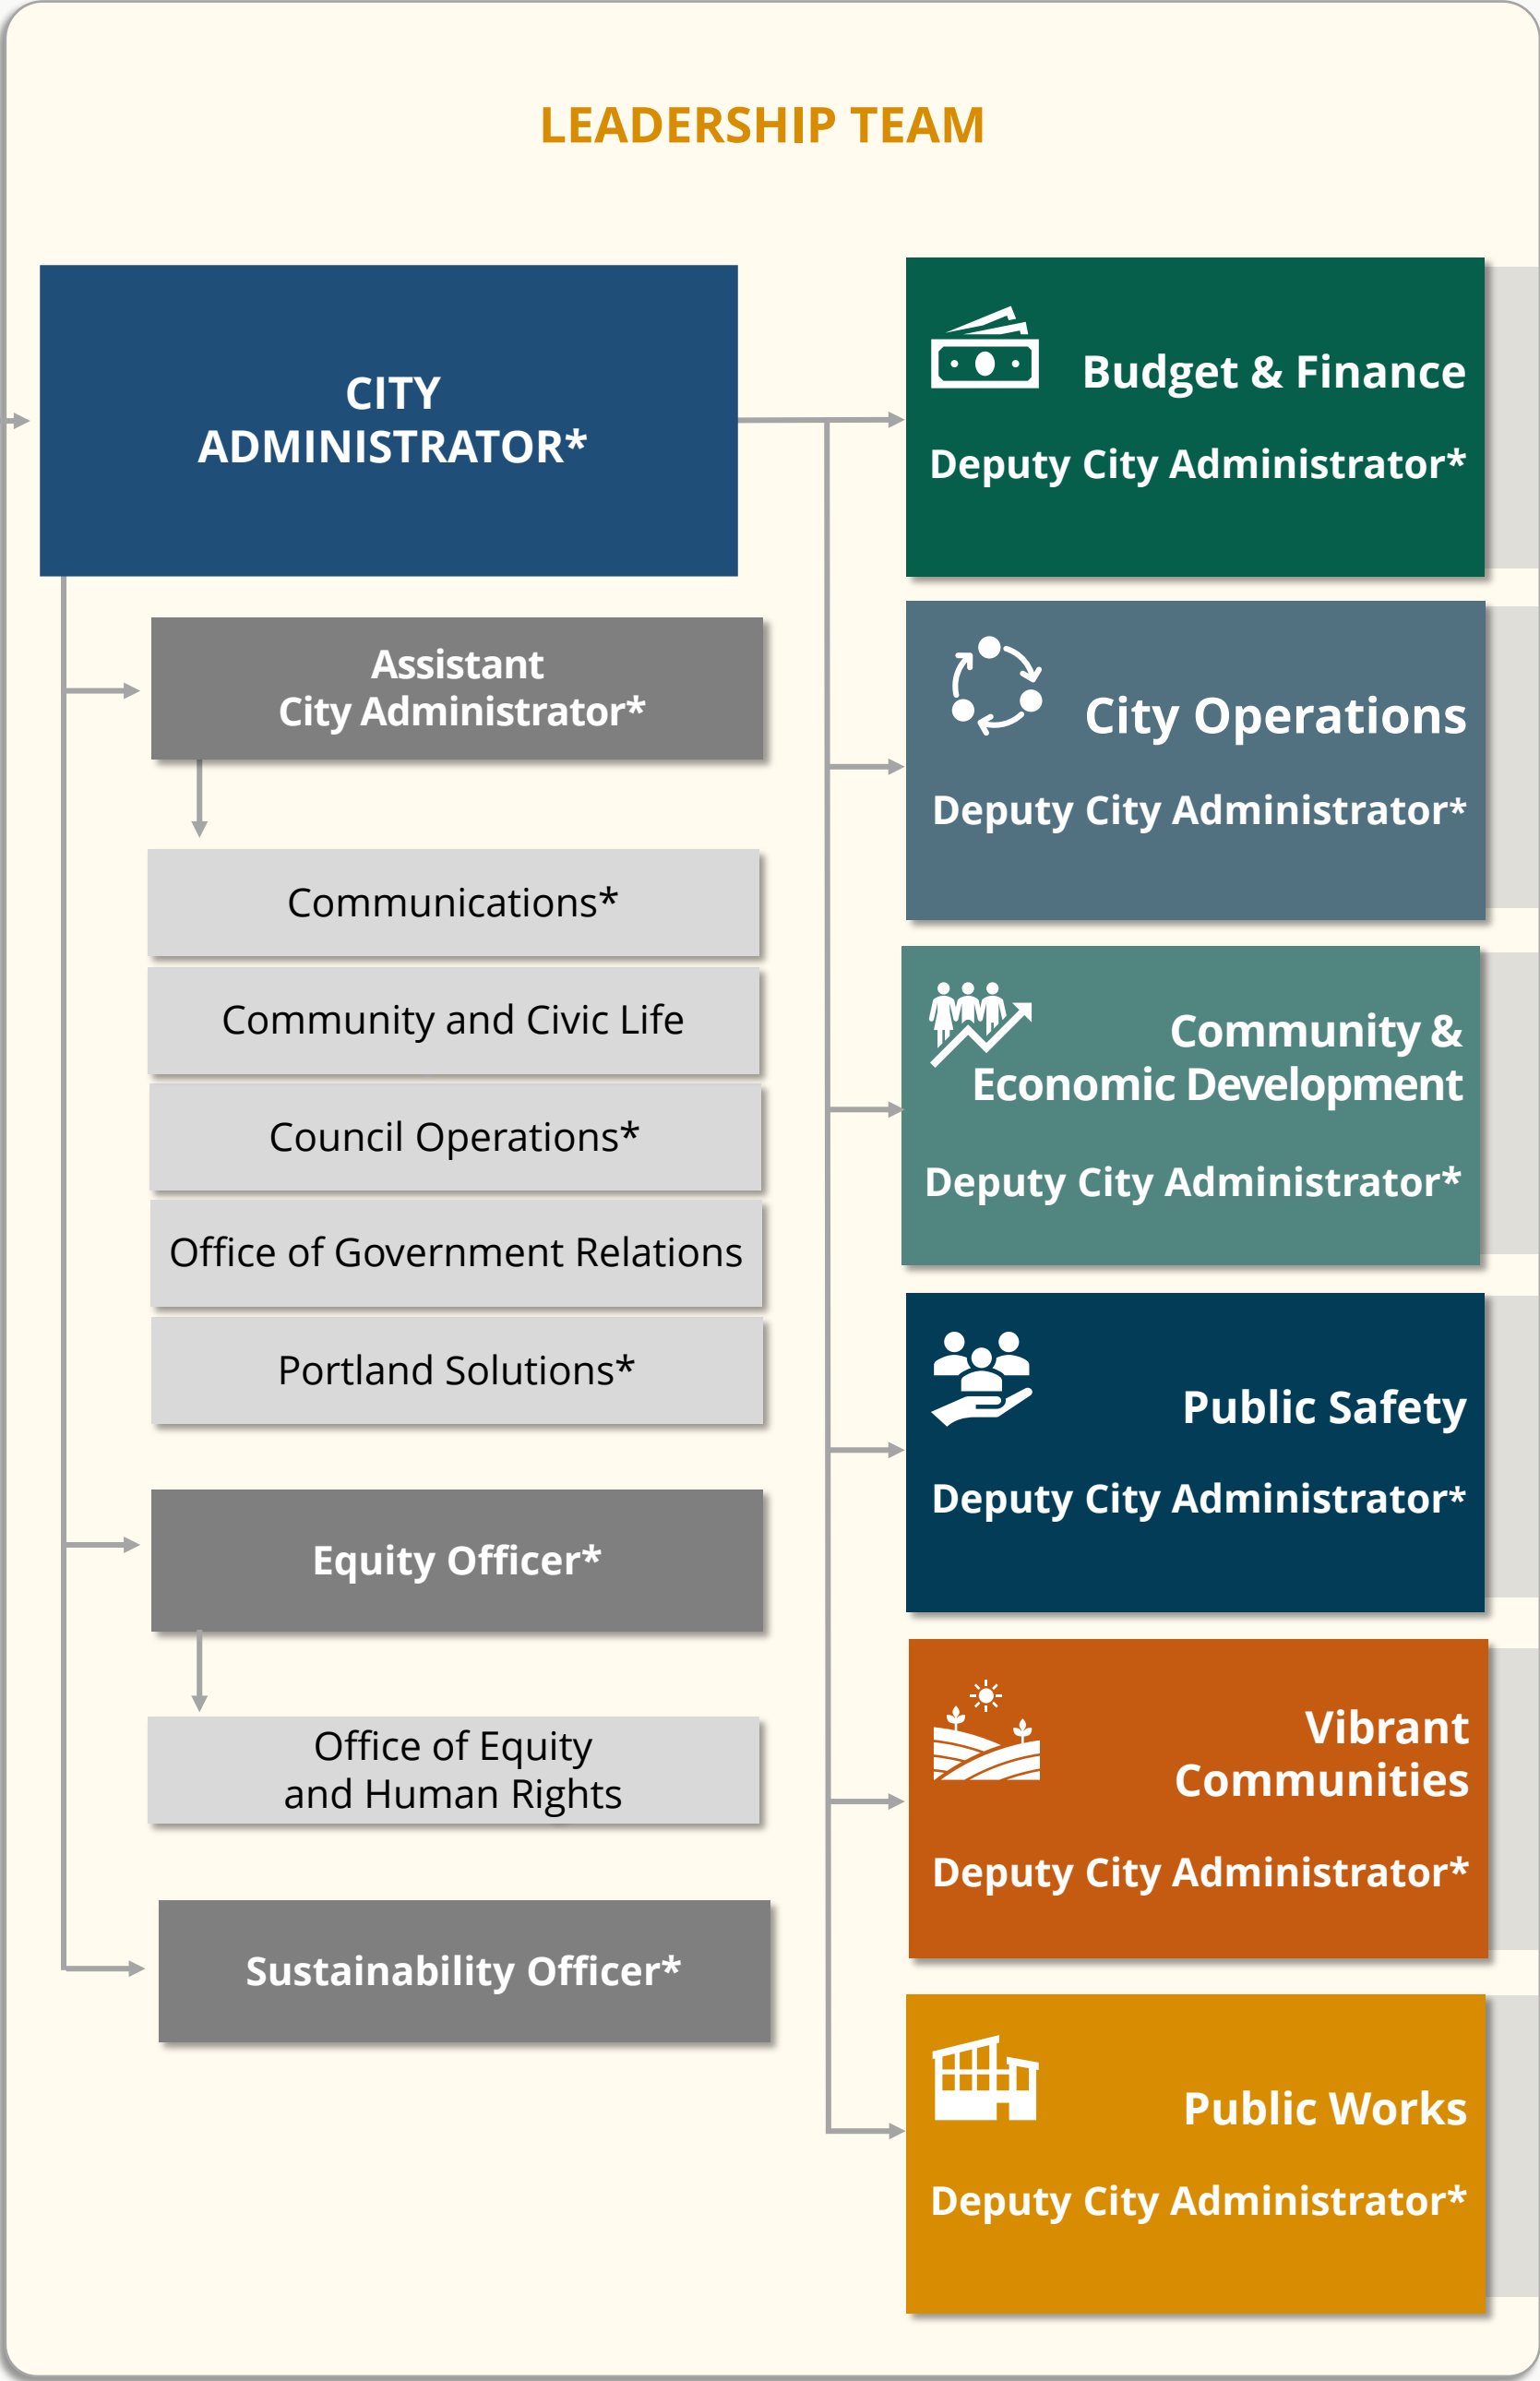 LEADERSHIP TEAM
CITY
ADMINISTRATOR*
Assistant
City Administrator*
Communications*
Community and Civic Life
Council Operations*
Office of Government Relations
Portland Solutions*
Equity Officer*
Office of Equity
and Human Rights
Sustainability Officer*
Budget & Finance
Deputy City Administrator*
City Operations
Deputy City Administrator*
Community &
Economic Development
Deputy City Administrator*
Public Safety
Deputy City Administrator*
Vibrant
Communities
Deputy City Administrator*
Public Works
Deputy City Administrator*